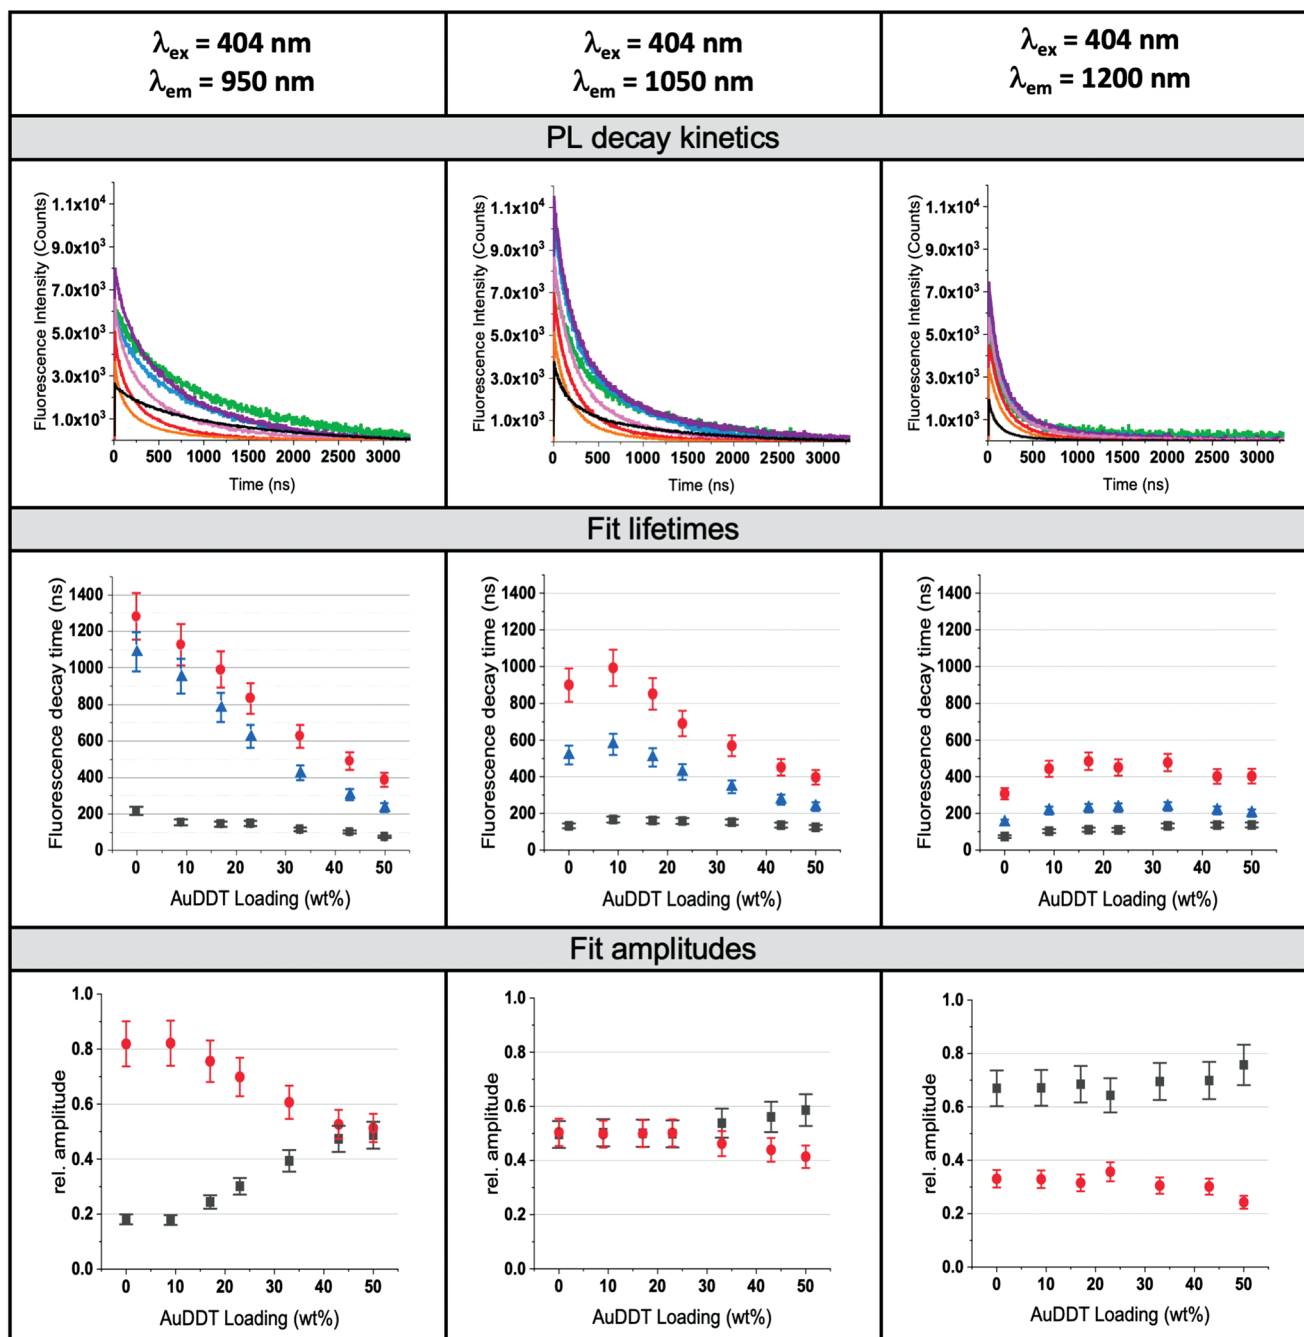 λex = 404 nm
λem = 950 nm
λex = 404 nm
λem = 1050 nm
λex = 404 nm
λem = 1200 nm
PL decay kinetics
Fluorescence Intensity (Counts)
1.1x10⁴
9.0x10³
7.0x10³
5.0x10³
3.0x10³
1.0x10³
0 500 1000 1500 2000 2500 3000
Time (ns)
Fluorescence Intensity (Counts)
1.1x10⁴
9.0x10³
7.0x10³
5.0x10³
3.0x10³
1.0x10³
0 500 1000 1500 2000 2500 3000
Time (ns)
Fluorescence Intensity (Counts)
1.1x10⁴
9.0x10³
7.0x10³
5.0x10³
3.0x10³
1.0x10³
0 500 1000 1500 2000 2500 3000
Time (ns)
Fit lifetimes
Fluorescence decay time (ns)
1400
1200
1000
800
600
400
200
0
0 10 20 30 40 50
AuDDT Loading (wt%)
Fluorescence decay time (ns)
1400
1200
1000
800
600
400
200
0
0 10 20 30 40 50
AuDDT Loading (wt%)
Fluorescence decay time (ns)
1400
1200
1000
800
600
400
200
0
0 10 20 30 40 50
AuDDT Loading (wt%)
Fit amplitudes
rel. amplitude
1.0
0.8
0.6
0.4
0.2
0.0
0 10 20 30 40 50
AuDDT Loading (wt%)
rel. amplitude
1.0
0.8
0.6
0.4
0.2
0.0
0 10 20 30 40 50
AuDDT Loading (wt%)
rel. amplitude
1.0
0.8
0.6
0.4
0.2
0.0
0 10 20 30 40 50
AuDDT Loading (wt%)